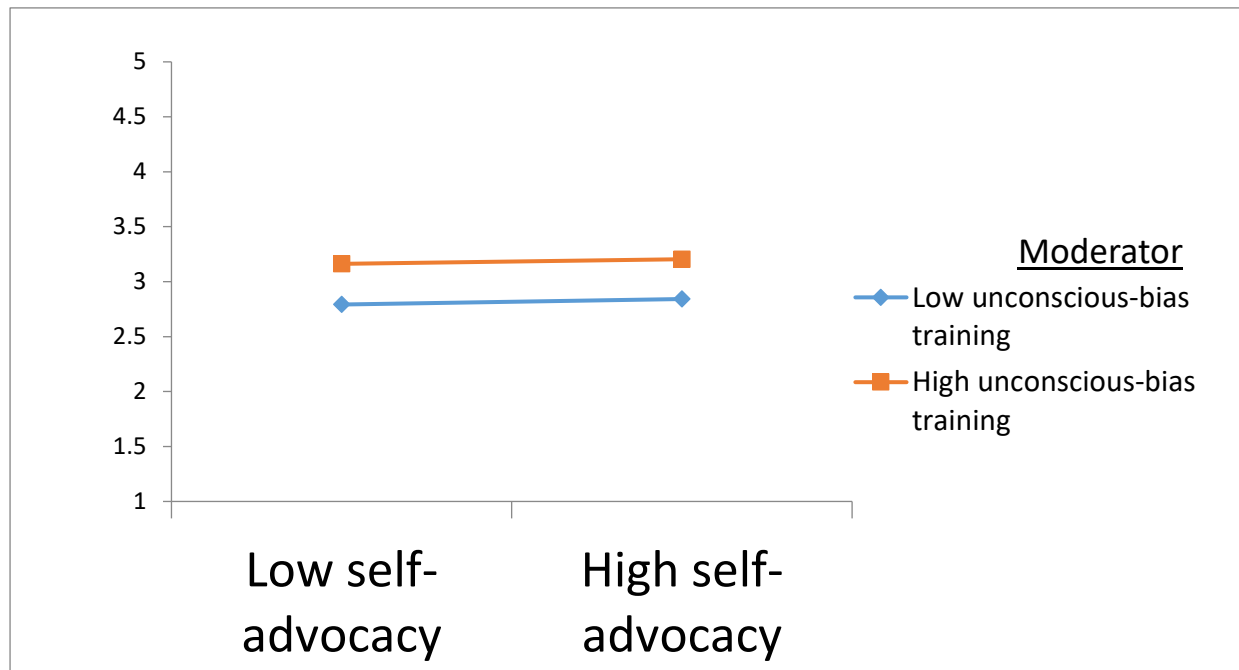 5
4.5
4
3.5
3
2.5
2
1.5
1
Low self-
advocacy
High self-
advocacy
Moderator
Low unconscious-bias
training
High unconscious-bias
training